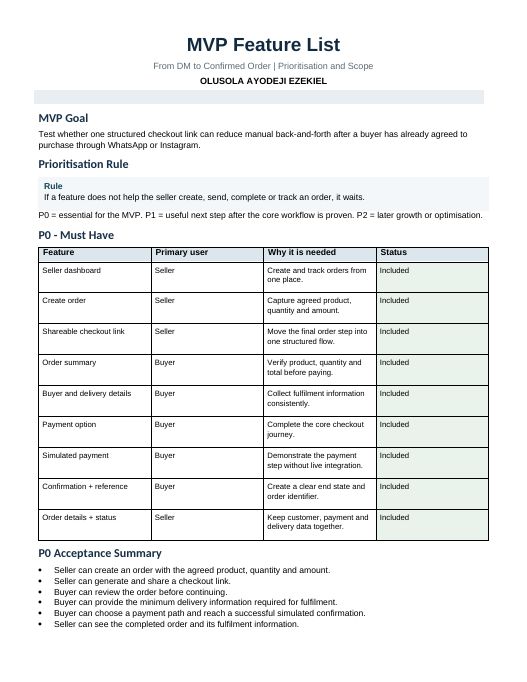 MVP Feature List
From DM to Confirmed Order | Prioritisation and Scope
OLUSOLA AYODEJI EZEKIEL
MVP Goal
Test whether one structured checkout link can reduce manual back-and-forth after a buyer has already agreed to
purchase through WhatsApp or Instagram.
Prioritisation Rule
Rule
If a feature does not help the seller create, send, complete or track an order, it waits.
P0 = essential for the MVP. P1 = useful next step after the core workflow is proven. P2 = later growth or optimisation.
P0 - Must Have
Feature Primary user Why it is needed Status
Seller dashboard Seller Create and track orders from Included
one place.
Create order Seller Capture agreed product, Included
quantity and amount.
Shareable checkout link Seller Move the final order step into Included
one structured flow.
Order summary Buyer Verify product, quantity and Included
total before paying.
Buyer and delivery details Buyer Collect fulfilment information Included
consistently.
Payment option Buyer Complete the core checkout Included
journey.
Simulated payment Buyer Demonstrate the payment Included
step without live integration.
Confirmation + reference Buyer Create a clear end state and Included
order identifier.
Order details + status Seller Keep customer, payment and Included
delivery data together.
P0 Acceptance Summary
• Seller can create an order with the agreed product, quantity and amount.
• Seller can generate and share a checkout link.
• Buyer can review the order before continuing.
• Buyer can provide the minimum delivery information required for fulfilment.
• Buyer can choose a payment path and reach a successful simulated confirmation.
• Seller can see the completed order and its fulfilment information.